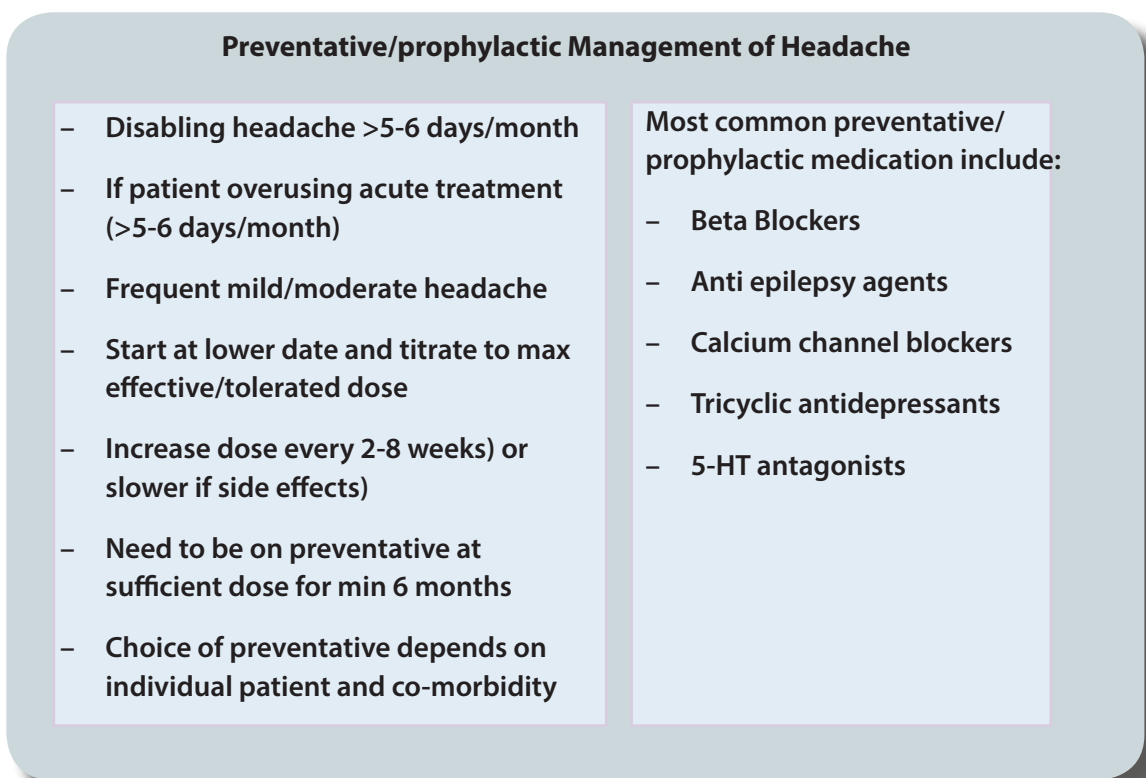 Preventative/prophylactic Management of Headache
– Disabling headache >5-6 days/month
– If patient overusing acute treatment
(>5-6 days/month)
– Frequent mild/moderate headache
– Start at lower date and titrate to max
effective/tolerated dose
– Increase dose every 2-8 weeks) or
slower if side effects)
– Need to be on preventative at
sufficient dose for min 6 months
– Choice of preventative depends on
individual patient and co-morbidity
Most common preventative/
prophylactic medication include:
– Beta Blockers
– Anti epilepsy agents
– Calcium channel blockers
– Tricyclic antidepressants
– 5-HT antagonists